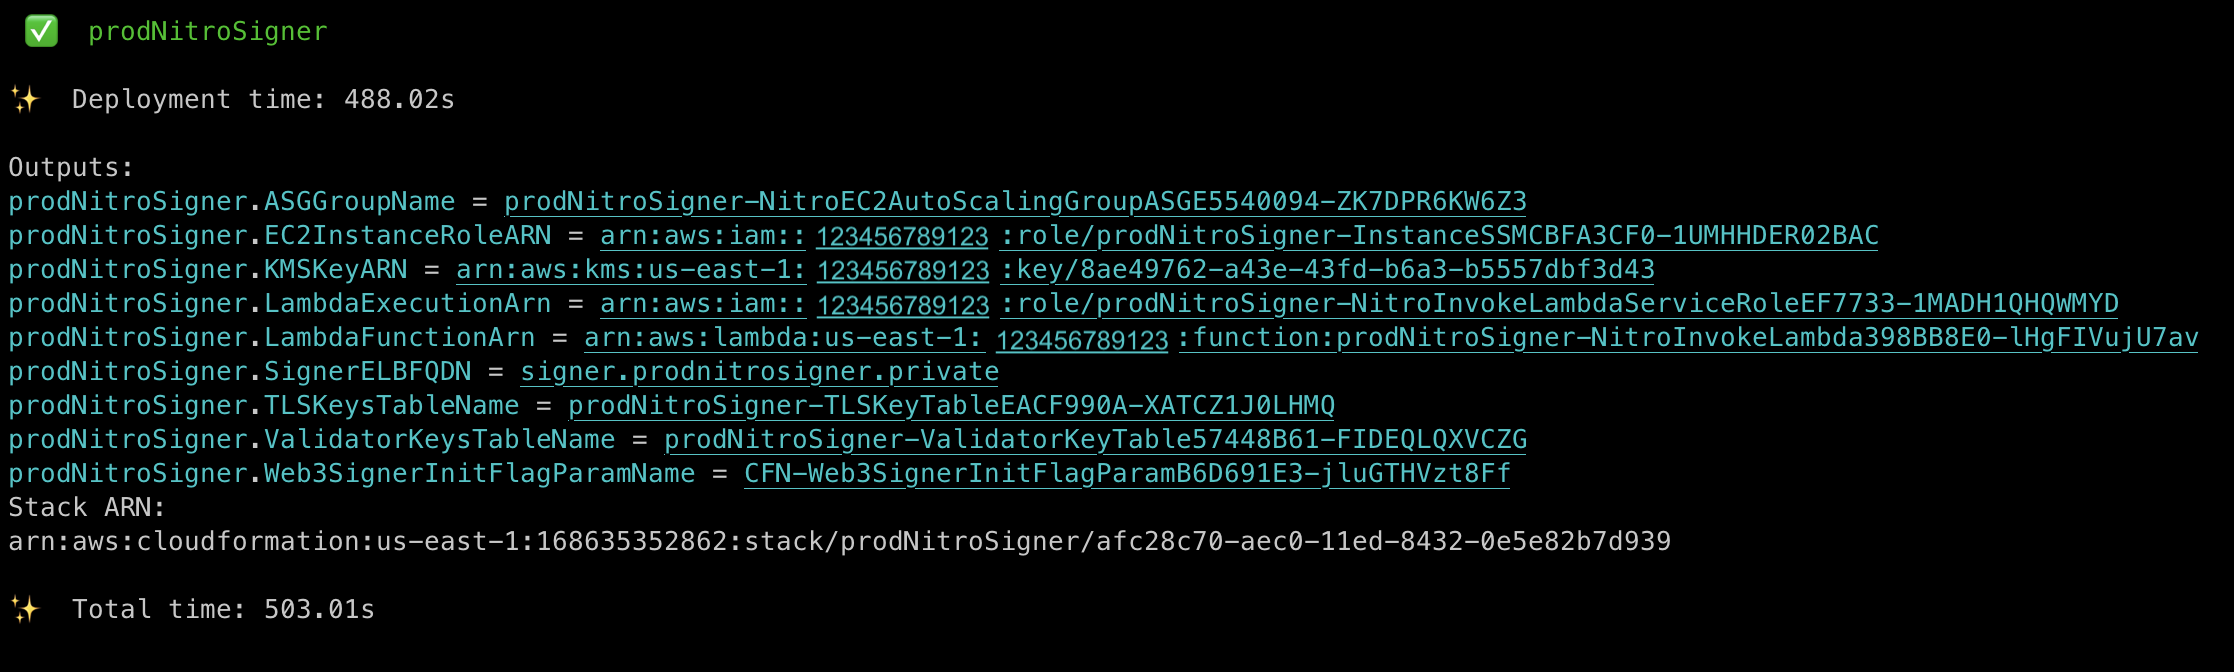 ✅ prodNitroSigner
✨ Deployment time: 488.02s
Outputs:
prodNitroSigner.ASGGroupName = prodNitroSigner-NitroEC2AutoScalingGroupASGE5540094-ZK7DPR6KW6Z3
prodNitroSigner.EC2InstanceRoleARN = arn:aws:iam::123456789123:role/prodNitroSigner-InstanceSSMCBFA3CF0-1UMHHDER02BAC
prodNitroSigner.KMSKeyARN = arn:aws:kms:us-east-1:123456789123:key/8ae49762-a43e-43fd-b6a3-b5557dbf3d43
prodNitroSigner.LambdaExecutionArn = arn:aws:iam::123456789123:role/prodNitroSigner-NitroInvokeLambdaServiceRoleEF7733-1MADH1QHQWMYD
prodNitroSigner.LambdaFunctionArn = arn:aws:lambda:us-east-1:123456789123:function:prodNitroSigner-NitroInvokeLambda398BB8E0-lHgFIVujU7av
prodNitroSigner.SignerELBFQDN = signer.prodnitrosigner.private
prodNitroSigner.TLSKeysTableName = prodNitroSigner-TLSKeyTableEACF990A-XATCZ1J0LHMQ
prodNitroSigner.ValidatorKeysTableName = prodNitroSigner-ValidatorKeyTable57448B61-FIDEQLQXVCZG
prodNitroSigner.Web3SignerInitFlagParamName = CFN-Web3SignerInitFlagParamB6D691E3-jluGTHVzt8Ff
Stack ARN:
arn:aws:cloudformation:us-east-1:168635352862:stack/prodNitroSigner/afc28c70-aec0-11ed-8432-0e5e82b7d939
✨ Total time: 503.01s